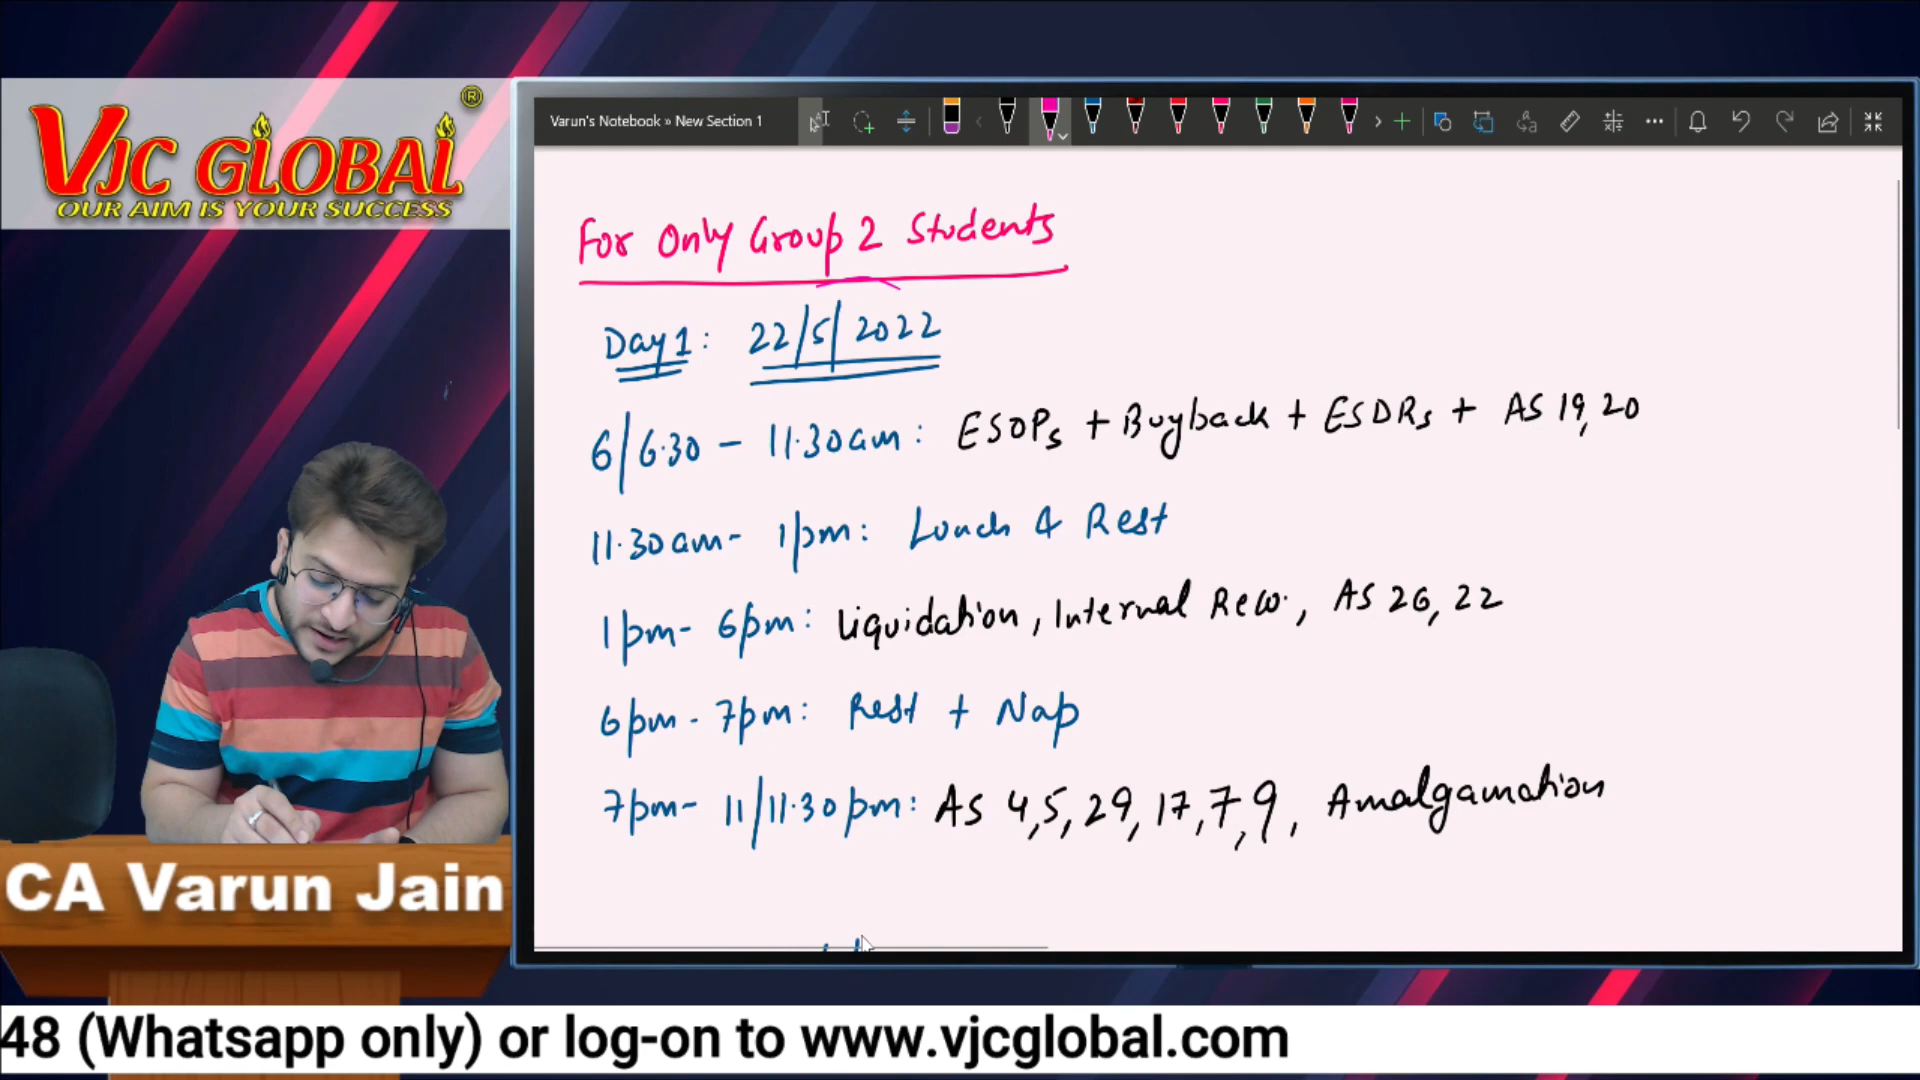 VJC GLOBAL ®
OUR AIM IS YOUR SUCCESS
Varun's Notebook » New Section 1
For Only Group 2 Students
Day 1: 22/5/2022
6/6.30 - 11.30am: ESOPs + Buyback + ESDRs + AS 19, 20
11.30am- 1pm: Lunch & Rest
1pm- 6pm: Liquidation, Internal Reco., AS 26, 22
6pm - 7pm: Rest + Nap
7pm- 11/11.30pm: AS 4, 5, 29, 17, 7, 9, Amalgamation
CA Varun Jain
48 (Whatsapp only) or log-on to www.vjcglobal.com